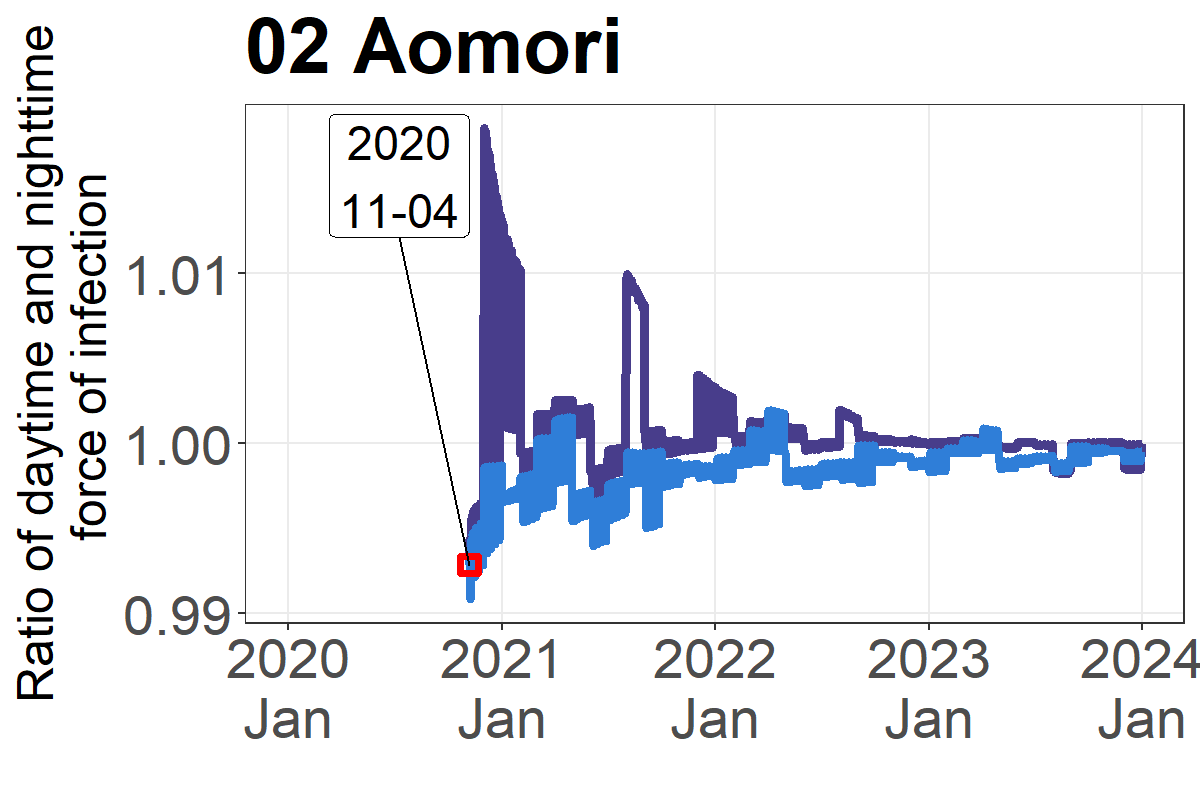 02 Aomori
Ratio of daytime and nighttime
force of infection
2020
11-04
1.01
1.00
0.99
2020
Jan
2021
Jan
2022
Jan
2023
Jan
2024
Jan